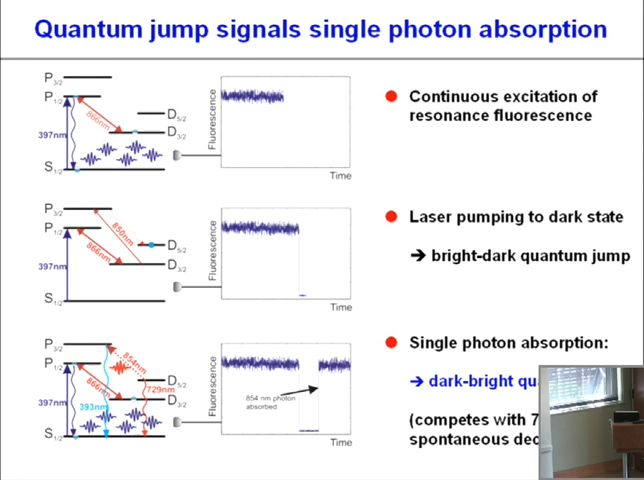 Quantum jump signals single photon absorption
P3/2
P1/2
D5/2
D3/2
866nm
397nm
S1/2
Fluorescence
Time
Continuous excitation of
resonance fluorescence
P3/2
P1/2
850nm
D5/2
866nm
D3/2
397nm
S1/2
Fluorescence
Time
Laser pumping to dark state
➔ bright-dark quantum jump
P3/2
P1/2
854nm
D5/2
729nm
866nm
D3/2
397nm
393nm
S1/2
Fluorescence
854 nm photon
absorbed
Time
Single photon absorption:
➔ dark-bright
(competes with
spontaneous